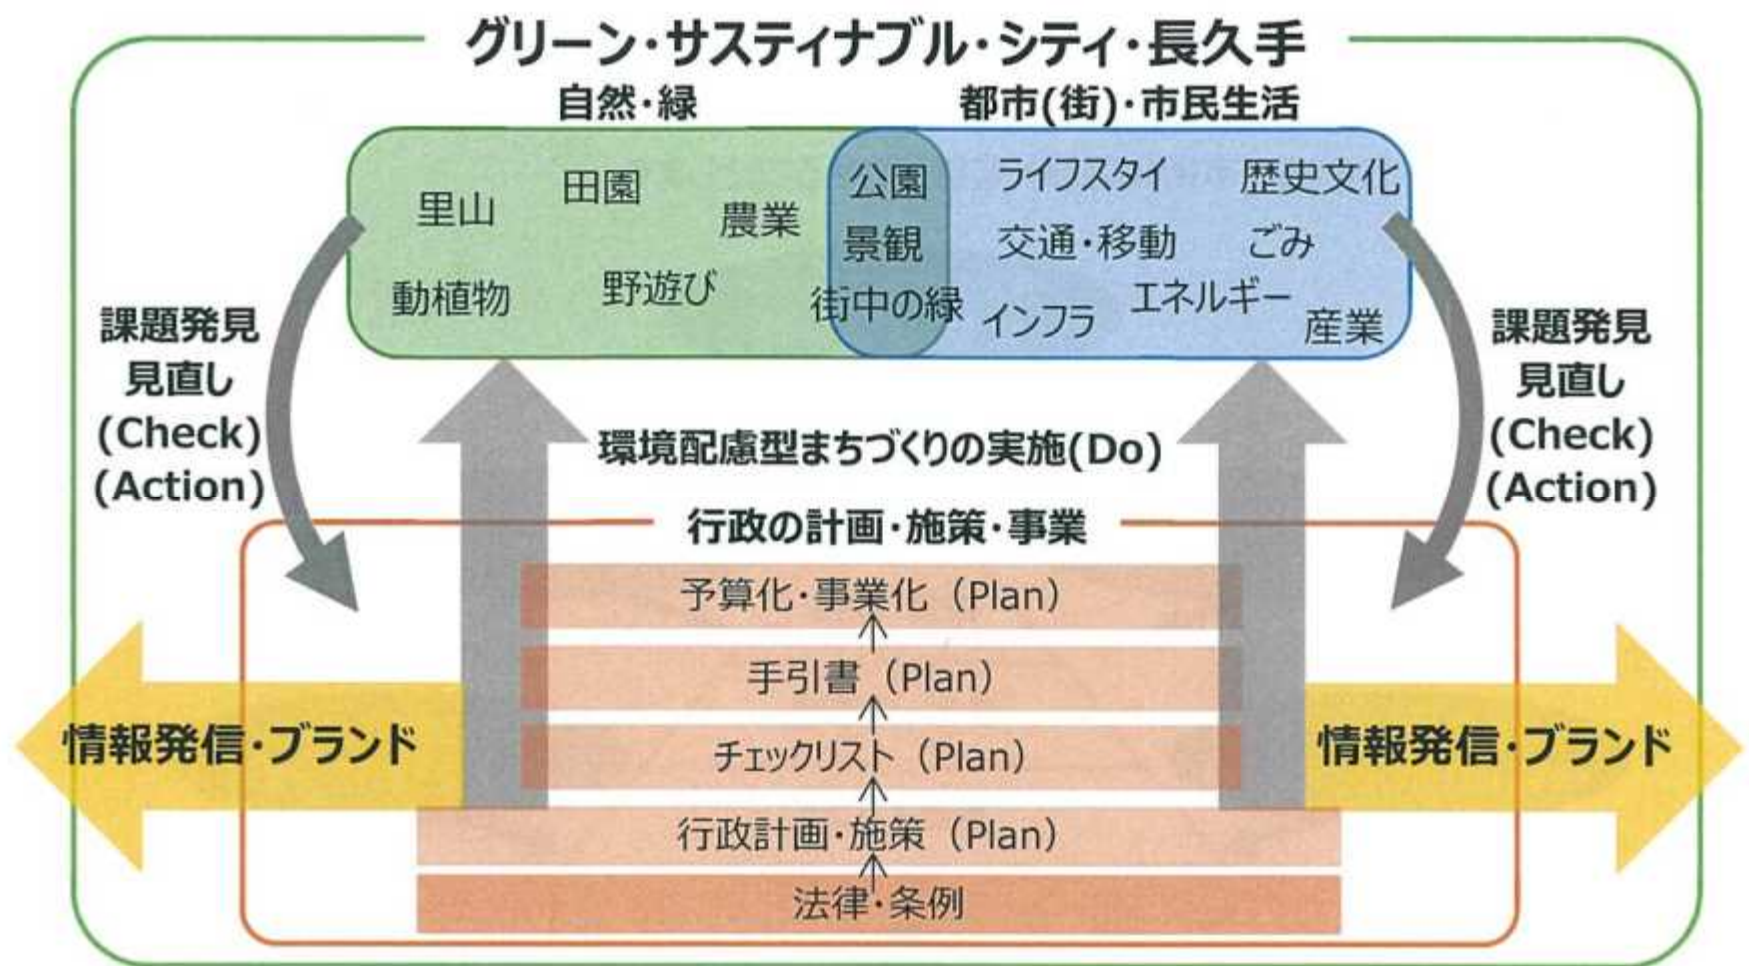 グリーン・サスティナブル・シティ・長久手
自然・緑
都市(街)・市民生活
里山
田園
農業
動植物
野遊び
公園
景観
街中の緑
ライフスタイ
歴史文化
交通・移動
ごみ
インフラ
エネルギー
産業
課題発見
見直し
(Check)
(Action)
課題発見
見直し
(Check)
(Action)
環境配慮型まちづくりの実施(Do)
行政の計画・施策・事業
予算化・事業化（Plan）
手引書（Plan）
チェックリスト（Plan）
行政計画・施策（Plan）
法律・条例
情報発信・ブランド
情報発信・ブランド